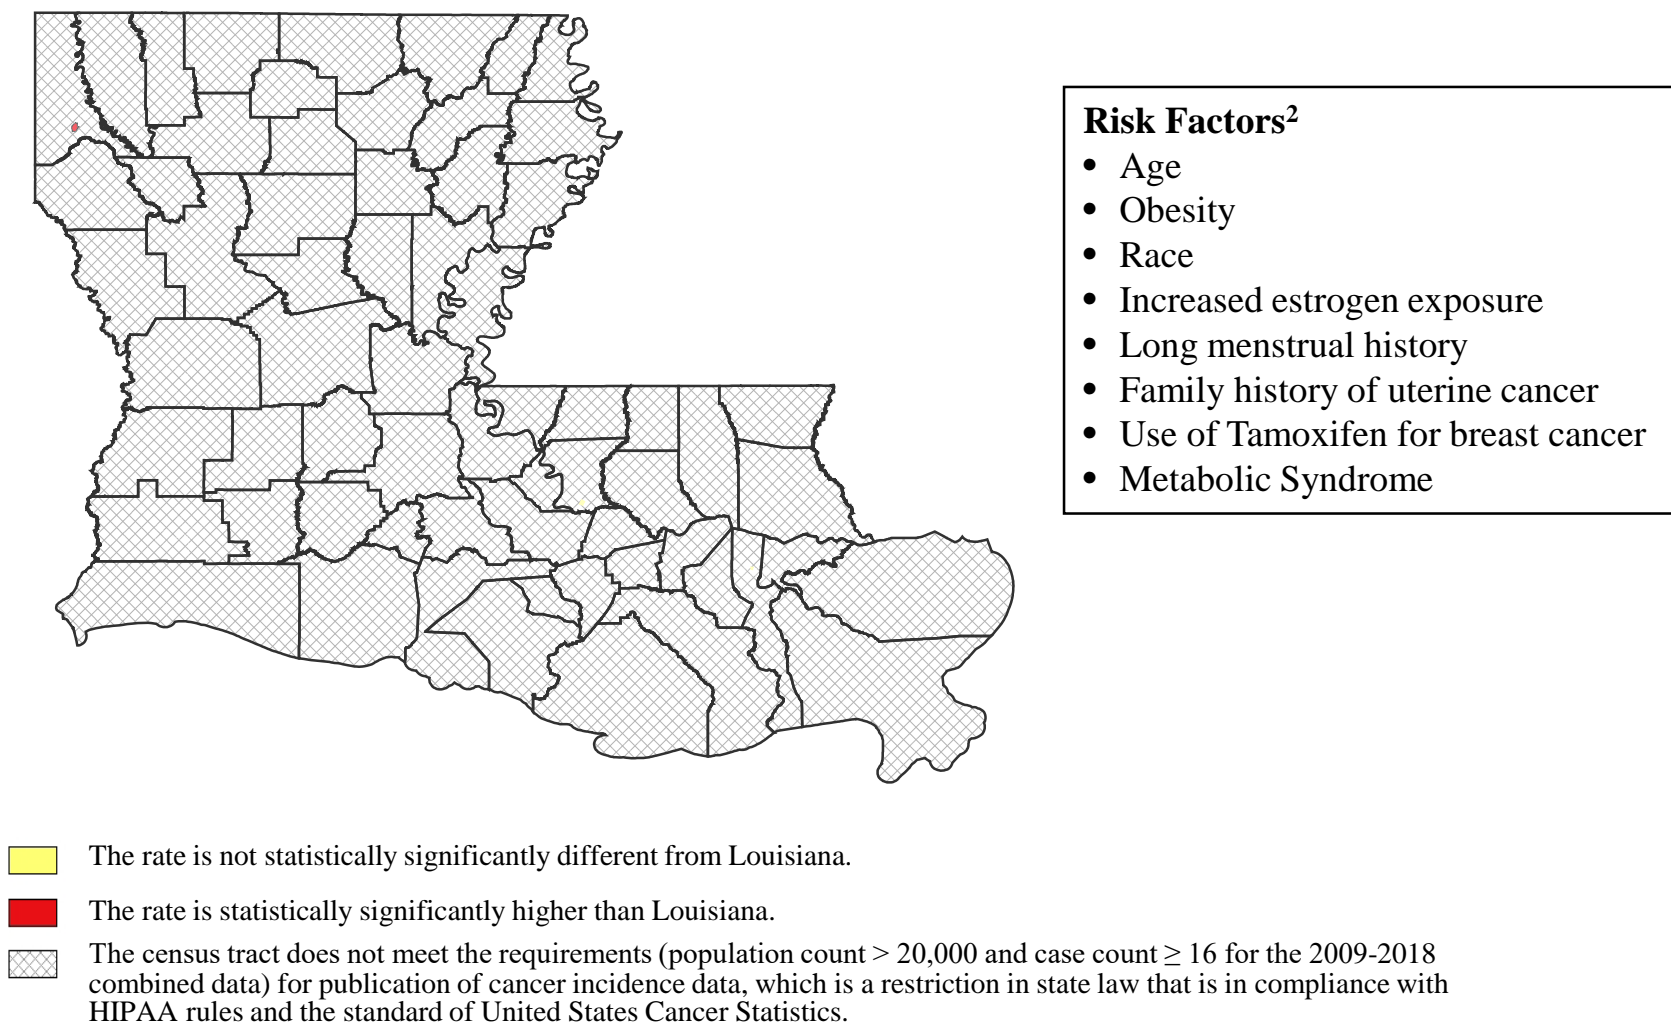 Risk Factors²
• Age
• Obesity
• Race
• Increased estrogen exposure
• Long menstrual history
• Family history of uterine cancer
• Use of Tamoxifen for breast cancer
• Metabolic Syndrome
The rate is not statistically significantly different from Louisiana.
The rate is statistically significantly higher than Louisiana.
The census tract does not meet the requirements (population count > 20,000 and case count ≥ 16 for the 2009-2018
combined data) for publication of cancer incidence data, which is a restriction in state law that is in compliance with
HIPAA rules and the standard of United States Cancer Statistics.